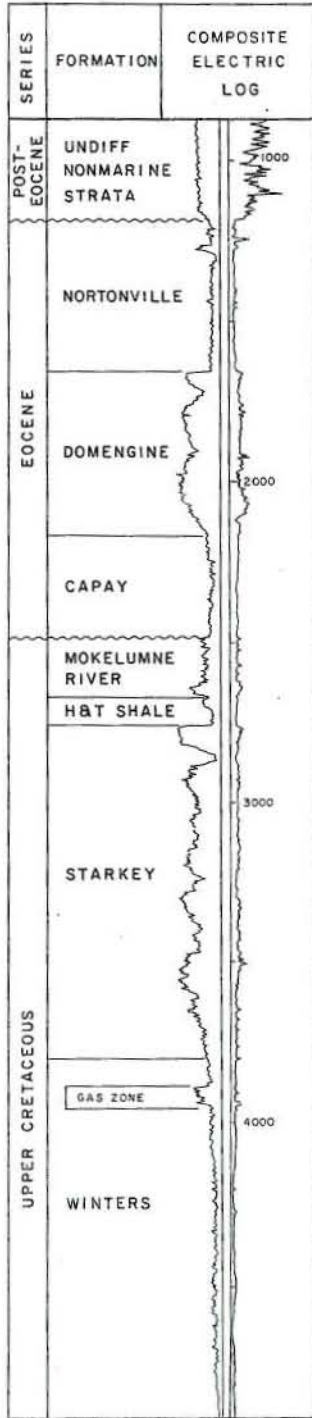 SERIES
FORMATION
COMPOSITE
ELECTRIC
LOG
POST-
EOCENE
UNDIFF
NONMARINE
STRATA
1000
EOCENE
NORTONVILLE
DOMENGINE
2000
CAPAY
UPPER CRETACEOUS
MOKELUMNE
RIVER
H&T SHALE
3000
STARKEY
GAS ZONE
4000
WINTERS